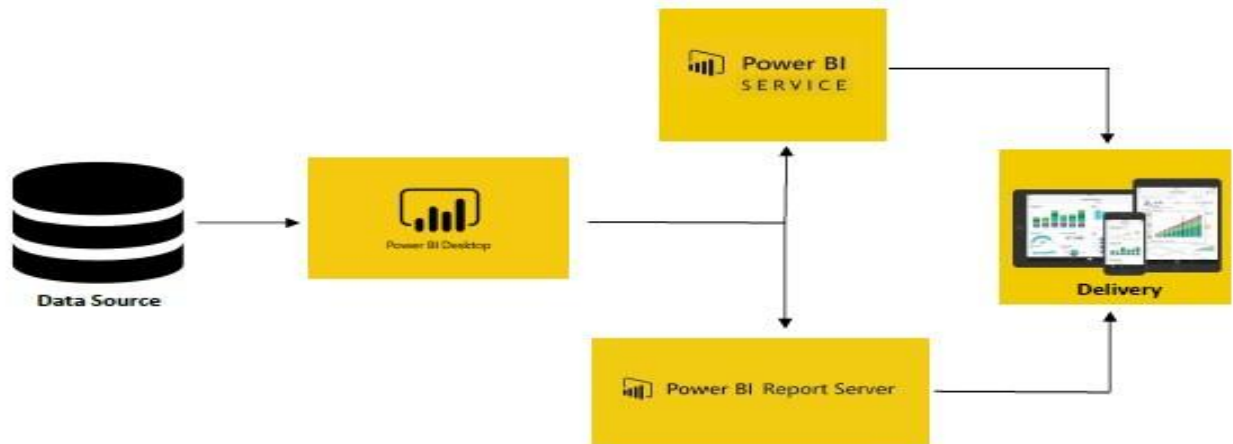 Power BI
SERVICE
Power BI Desktop
Data Source
Delivery
Power BI Report Server